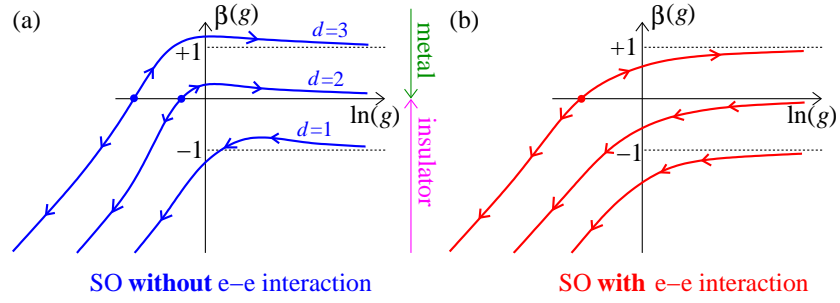 (a)
β(g)
+1
d=3
d=2
ln(g)
d=1
−1
SO without e−e interaction
metal
insulator
(b)
β(g)
+1
ln(g)
−1
SO with e−e interaction